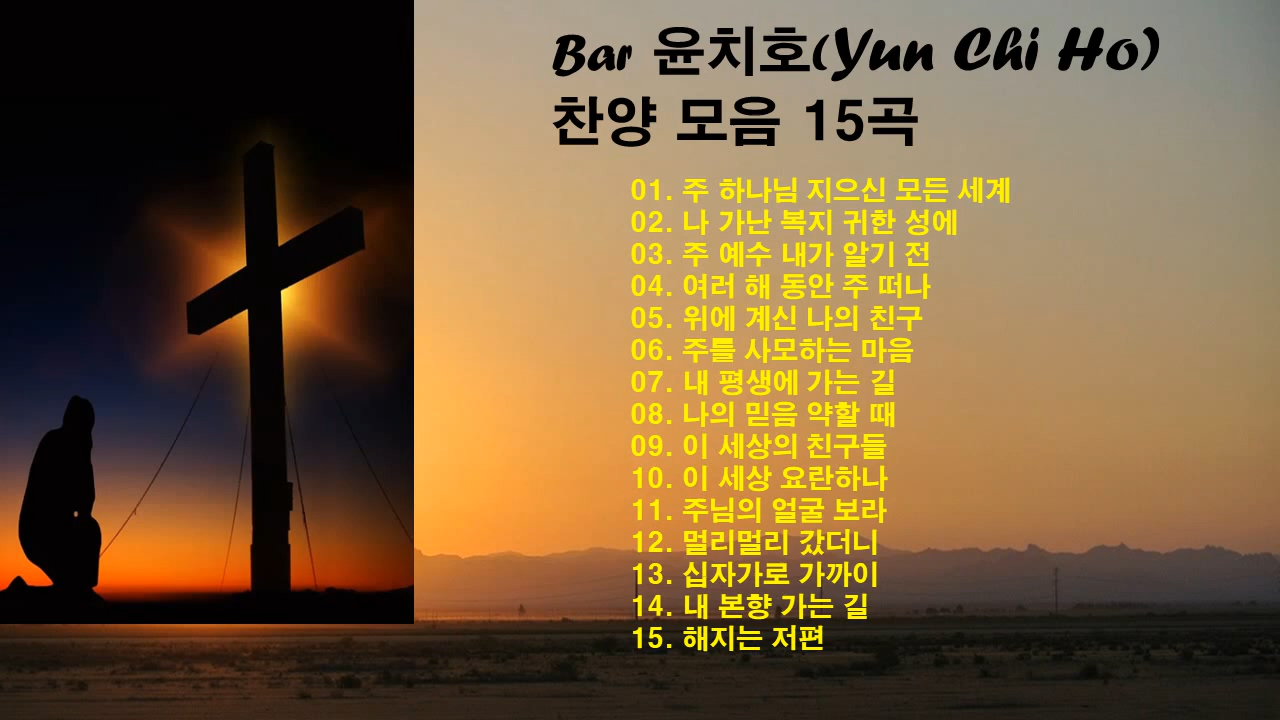 Bar 윤치호(Yun Chi Ho)
찬양 모음 15곡
01. 주 하나님 지으신 모든 세계
02. 나 가난 복지 귀한 성에
03. 주 예수 내가 알기 전
04. 여러 해 동안 주 떠나
05. 위에 계신 나의 친구
06. 주를 사모하는 마음
07. 내 평생에 가는 길
08. 나의 믿음 약할 때
09. 이 세상의 친구들
10. 이 세상 요란하나
11. 주님의 얼굴 보라
12. 멀리멀리 갔더니
13. 십자가로 가까이
14. 내 본향 가는 길
15. 해지는 저편